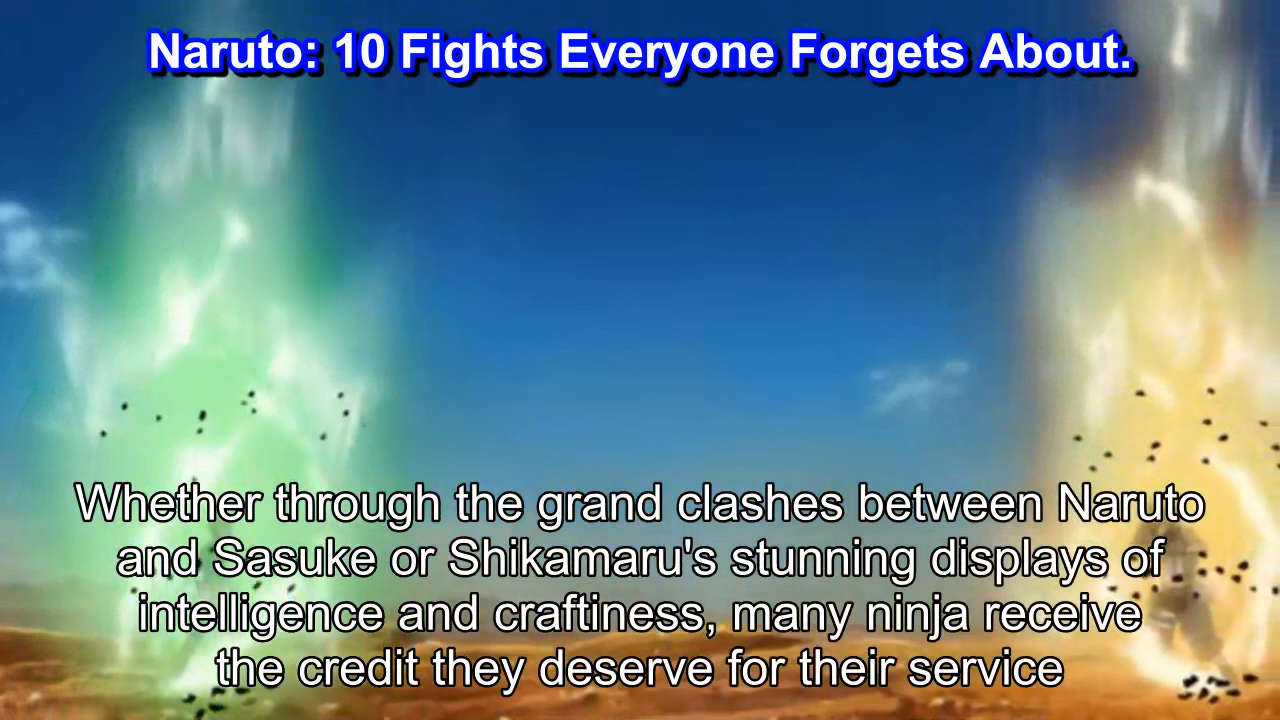 Naruto: 10 Fights Everyone Forgets About.
Whether through the grand clashes between Naruto
and Sasuke or Shikamaru's stunning displays of
intelligence and craftiness, many ninja receive
the credit they deserve for their service